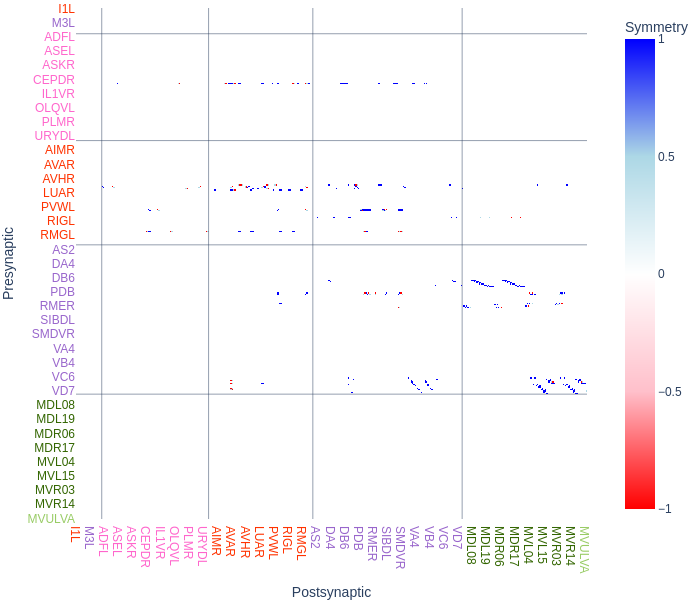 Symmetry
1
0.5
0
−0.5
−1
Presynaptic
I1L
M3L
ADFL
ASEL
ASKR
CEPDR
IL1VR
OLQVL
PLMR
URYDL
AIMR
AVAR
AVHR
LUAR
PVWL
RIGL
RMGL
AS2
DA4
DB6
PDB
RMER
SIBDL
SMDVR
VA4
VB4
VC6
VD7
MDL08
MDL19
MDR06
MDR17
MVL04
MVL15
MVR03
MVR14
MVULVA
I1L
M3L
ADFL
ASEL
ASKR
CEPDR
IL1VR
OLQVL
PLMR
URYDL
AIMR
AVAR
AVHR
LUAR
PVWL
RIGL
RMGL
AS2
DA4
DB6
PDB
RMER
SIBDL
SMDVR
VA4
VB4
VC6
VD7
MDL08
MDL19
MDR06
MDR17
MVL04
MVL15
MVR03
MVR14
MVULVA
Postsynaptic